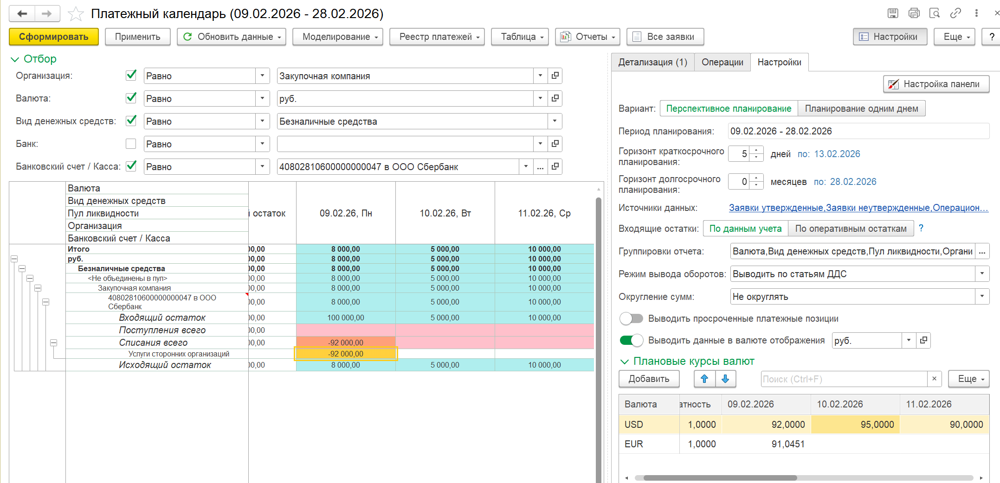 Платежный календарь (09.02.2026 - 28.02.2026)
Сформировать
Применить
Обновить данные
Моделирование
Реестр платежей
Таблица
Отчеты
Все заявки
Настройки
Еще
?
Отбор
Организация: Равно Закупочная компания
Валюта: Равно руб.
Вид денежных средств: Равно Безналичные средства
Банк: Равно
Банковский счет / Касса: Равно 40802810600000000047 в ООО Сбербанк ...
Валюта
Вид денежных средств
Пул ликвидности
Организация
Банковский счет / Касса
остаток 09.02.26, Пн 10.02.26, Вт 11.02.26, Ср
Итого 00,00 8 000,00 5 000,00 10 000,00
руб. 00,00 8 000,00 5 000,00 10 000,00
Безналичные средства 00,00 8 000,00 5 000,00 10 000,00
<Не объединены в пул> 00,00 8 000,00 5 000,00 10 000,00
Закупочная компания 00,00 8 000,00 5 000,00 10 000,00
40802810600000000047 в ООО
Сбербанк 00,00 8 000,00 5 000,00 10 000,00
Входящий остаток 00,00 100 000,00 5 000,00 10 000,00
Поступления всего 00,00
Списания всего 00,00 -92 000,00
Услуги сторонних организаций -92 000,00
Исходящий остаток 00,00 8 000,00 5 000,00 10 000,00
Детализация (1) Операции Настройки
Настройка панели
Вариант: Перспективное планирование Планирование одним днем
Период планирования: 09.02.2026 - 28.02.2026
Горизонт краткосрочного
планирования: 5 дней по: 13.02.2026
Горизонт долгосрочного
планирования: 0 месяцев по: 28.02.2026
Источники данных: Заявки утвержденные,Заявки неутвержденные,Операцион...
Входящие остатки: По данным учета По оперативным остаткам ?
Группировки отчета: Валюта,Вид денежных средств,Пул ликвидности,Органи ...
Режим вывода оборотов: Выводить по статьям ДДС
Округление сумм: Не округлять
Выводить просроченные платежные позиции
Выводить данные в валюте отображения руб.
Плановые курсы валют
Добавить Поиск (Ctrl+F) × Еще
Валюта атность 09.02.2026 10.02.2026 11.02.2026
USD 1,0000 92,0000 95,0000 90,0000
EUR 1,0000 91,0451